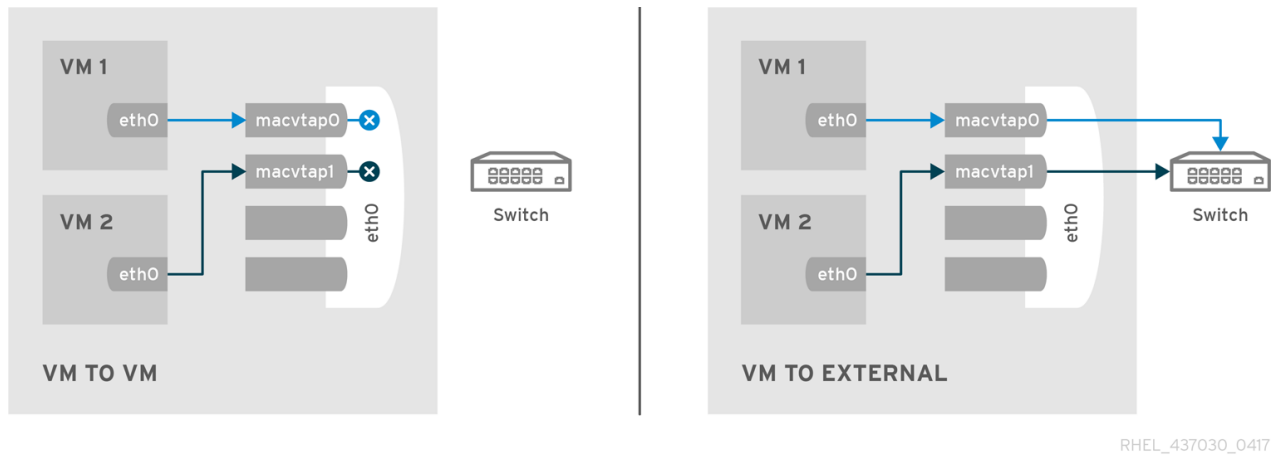 VM 1
eth0
macvtap0
macvtap1
eth0
VM 2
eth0
Switch
VM TO VM
VM 1
eth0
macvtap0
macvtap1
eth0
VM 2
eth0
Switch
VM TO EXTERNAL
RHEL_437030_0417